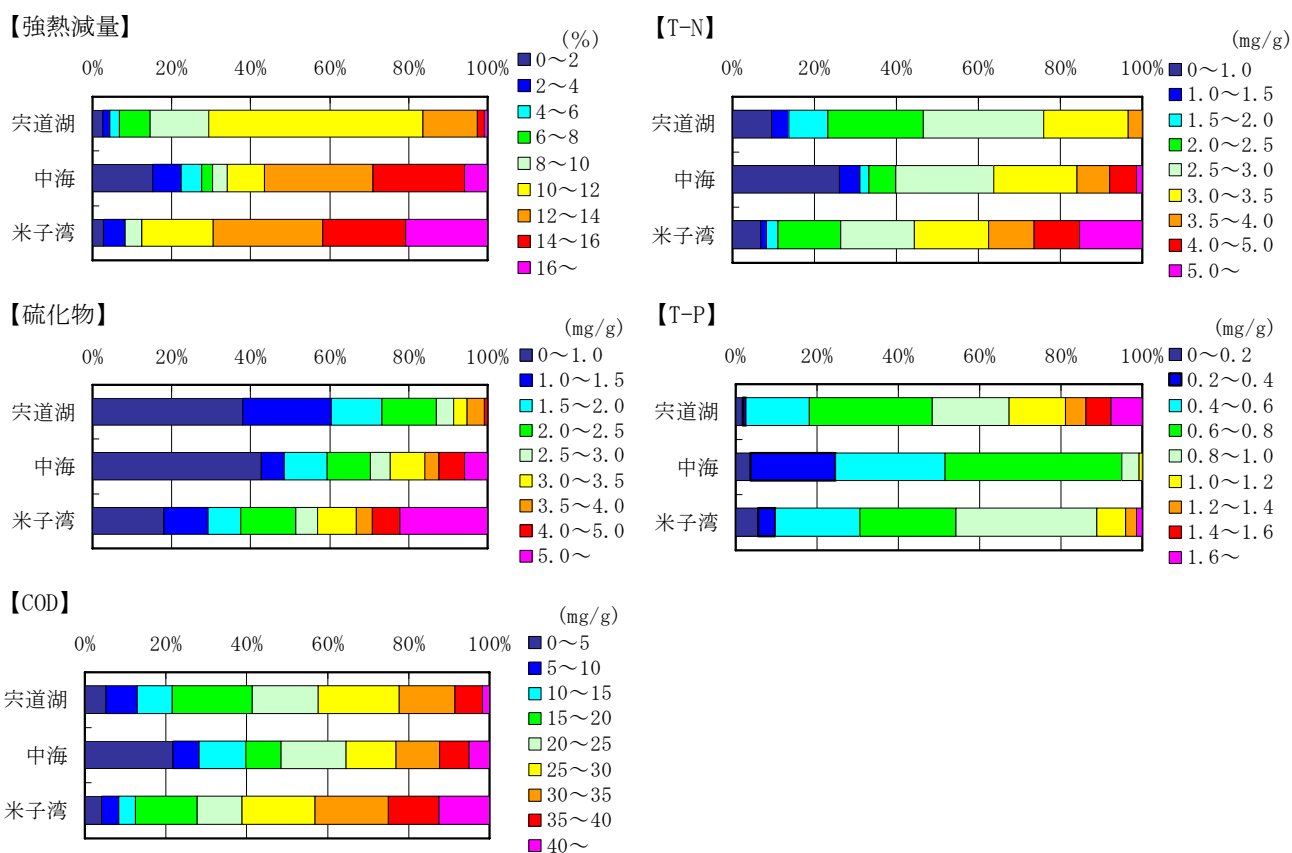 【強熱減量】
(%)
0% 20% 40% 60% 80% 100%
宍道湖
中海
米子湾
0～2
2～4
4～6
6～8
8～10
10～12
12～14
14～16
16～
【T-N】
(mg/g)
0% 20% 40% 60% 80% 100%
宍道湖
中海
米子湾
0～1.0
1.0～1.5
1.5～2.0
2.0～2.5
2.5～3.0
3.0～3.5
3.5～4.0
4.0～5.0
5.0～
【硫化物】
(mg/g)
0% 20% 40% 60% 80% 100%
宍道湖
中海
米子湾
0～1.0
1.0～1.5
1.5～2.0
2.0～2.5
2.5～3.0
3.0～3.5
3.5～4.0
4.0～5.0
5.0～
【T-P】
(mg/g)
0% 20% 40% 60% 80% 100%
宍道湖
中海
米子湾
0～0.2
0.2～0.4
0.4～0.6
0.6～0.8
0.8～1.0
1.0～1.2
1.2～1.4
1.4～1.6
1.6～
【COD】
(mg/g)
0% 20% 40% 60% 80% 100%
宍道湖
中海
米子湾
0～5
5～10
10～15
15～20
20～25
25～30
30～35
35～40
40～